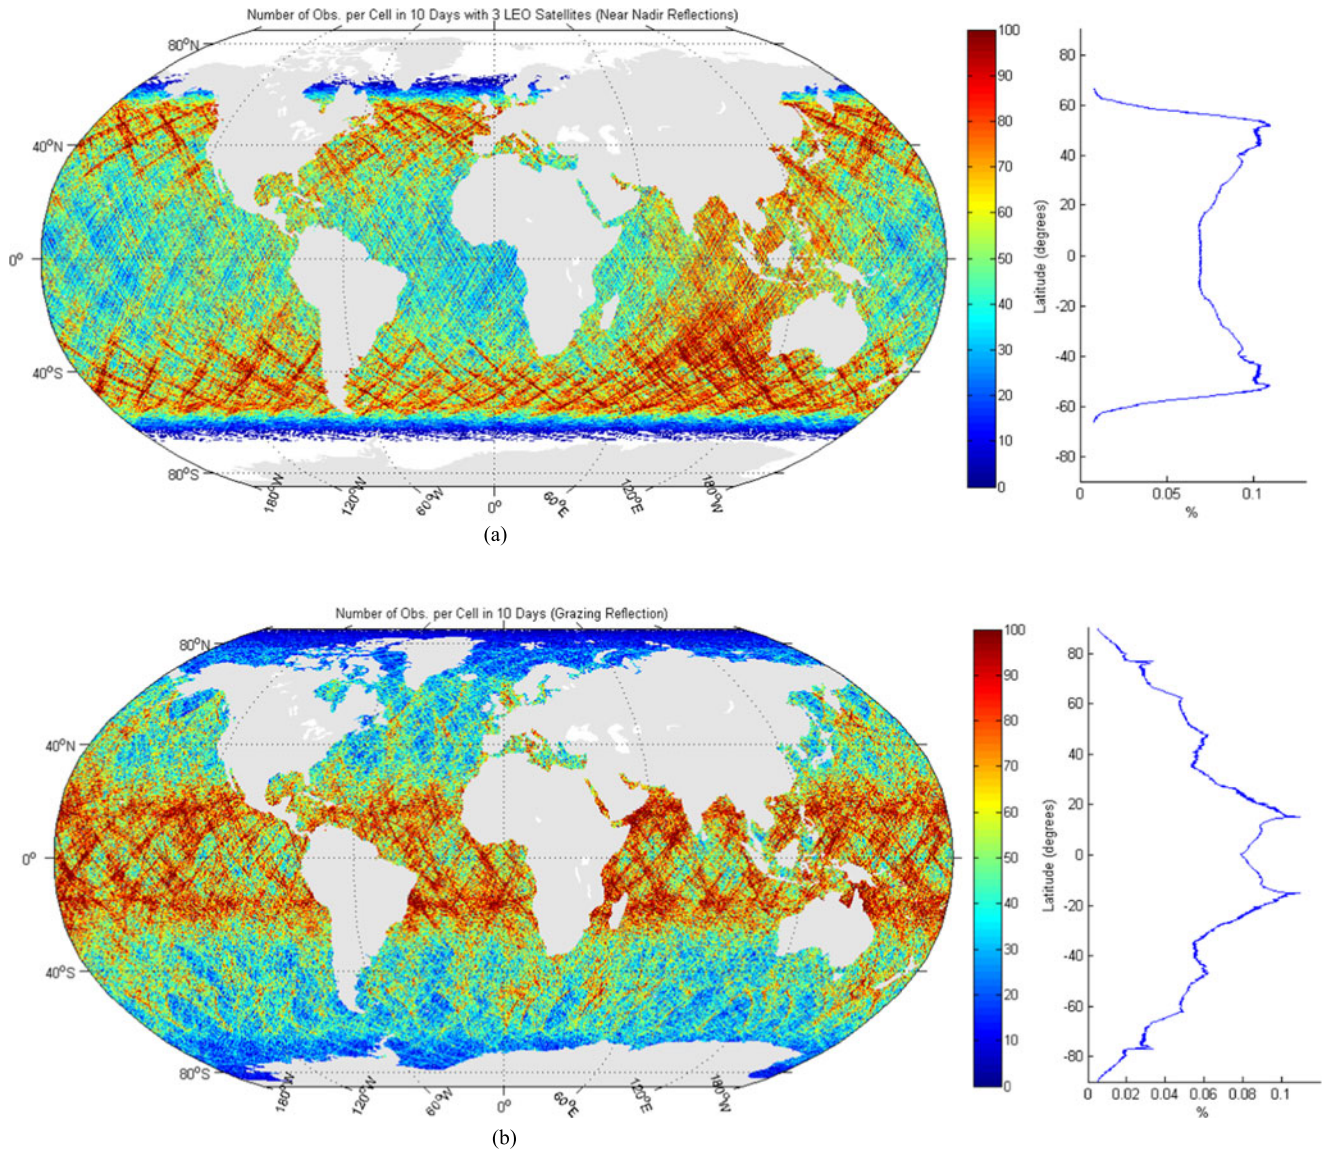 Number of Obs. per Cell in 10 Days with 3 LEO Satellites (Near Nadir Reflections)
80°N
40°N
0°
40°S
80°S
180°W
120°W
60°W
0°
60°E
120°E
180°W
100
90
80
70
60
50
40
30
20
10
0
Latitude (degrees)
80
60
40
20
0
-20
-40
-60
-80
0
0.05
0.1
%
(a)
Number of Obs. per Cell in 10 Days (Grazing Reflection)
80°N
40°N
0°
40°S
80°S
180°W
120°W
60°W
0°
60°E
120°E
180°W
100
90
80
70
60
50
40
30
20
10
0
Latitude (degrees)
80
60
40
20
0
-20
-40
-60
-80
0
0.02
0.04
0.06
0.08
0.1
%
(b)